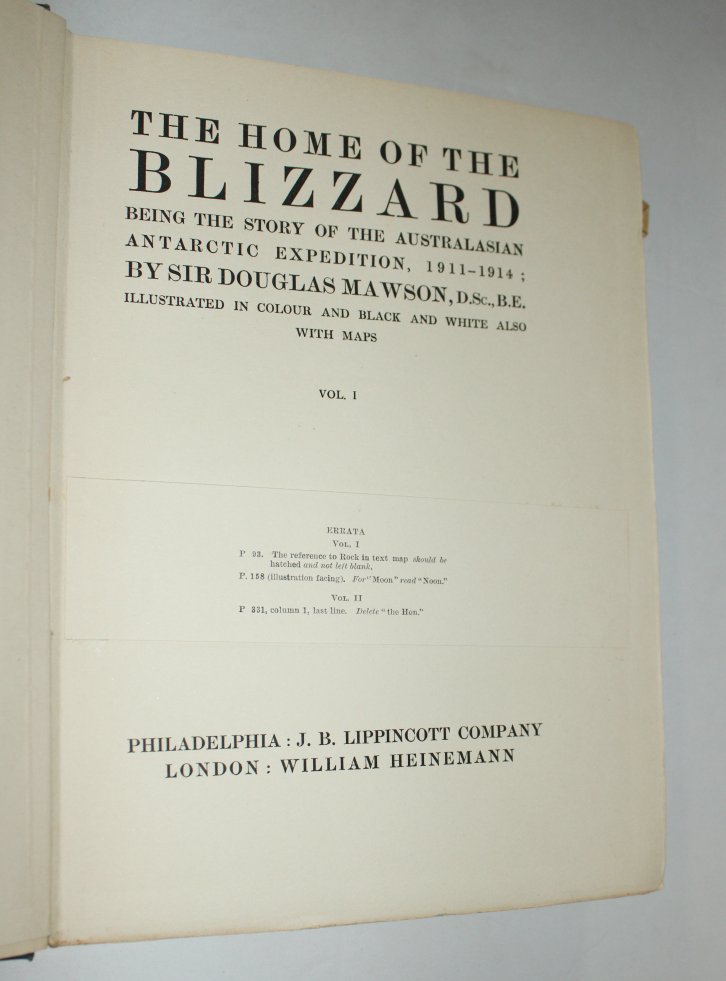 THE HOME OF THE
BLIZZARD
BEING THE STORY OF THE AUSTRALASIAN
ANTARCTIC EXPEDITION, 1911–1914 ;
BY SIR DOUGLAS MAWSON, D.Sc., B.E.
ILLUSTRATED IN COLOUR AND BLACK AND WHITE ALSO
WITH MAPS
VOL. I
ERRATA
VOL. I
P 93. The reference to Rock in text map should be
hatched and not left blank.
P. 158 (illustration facing). For "Moon" read "Noon."
VOL. II
P 331, column 1, last line. Delete "the Hon."
PHILADELPHIA : J. B. LIPPINCOTT COMPANY
LONDON : WILLIAM HEINEMANN